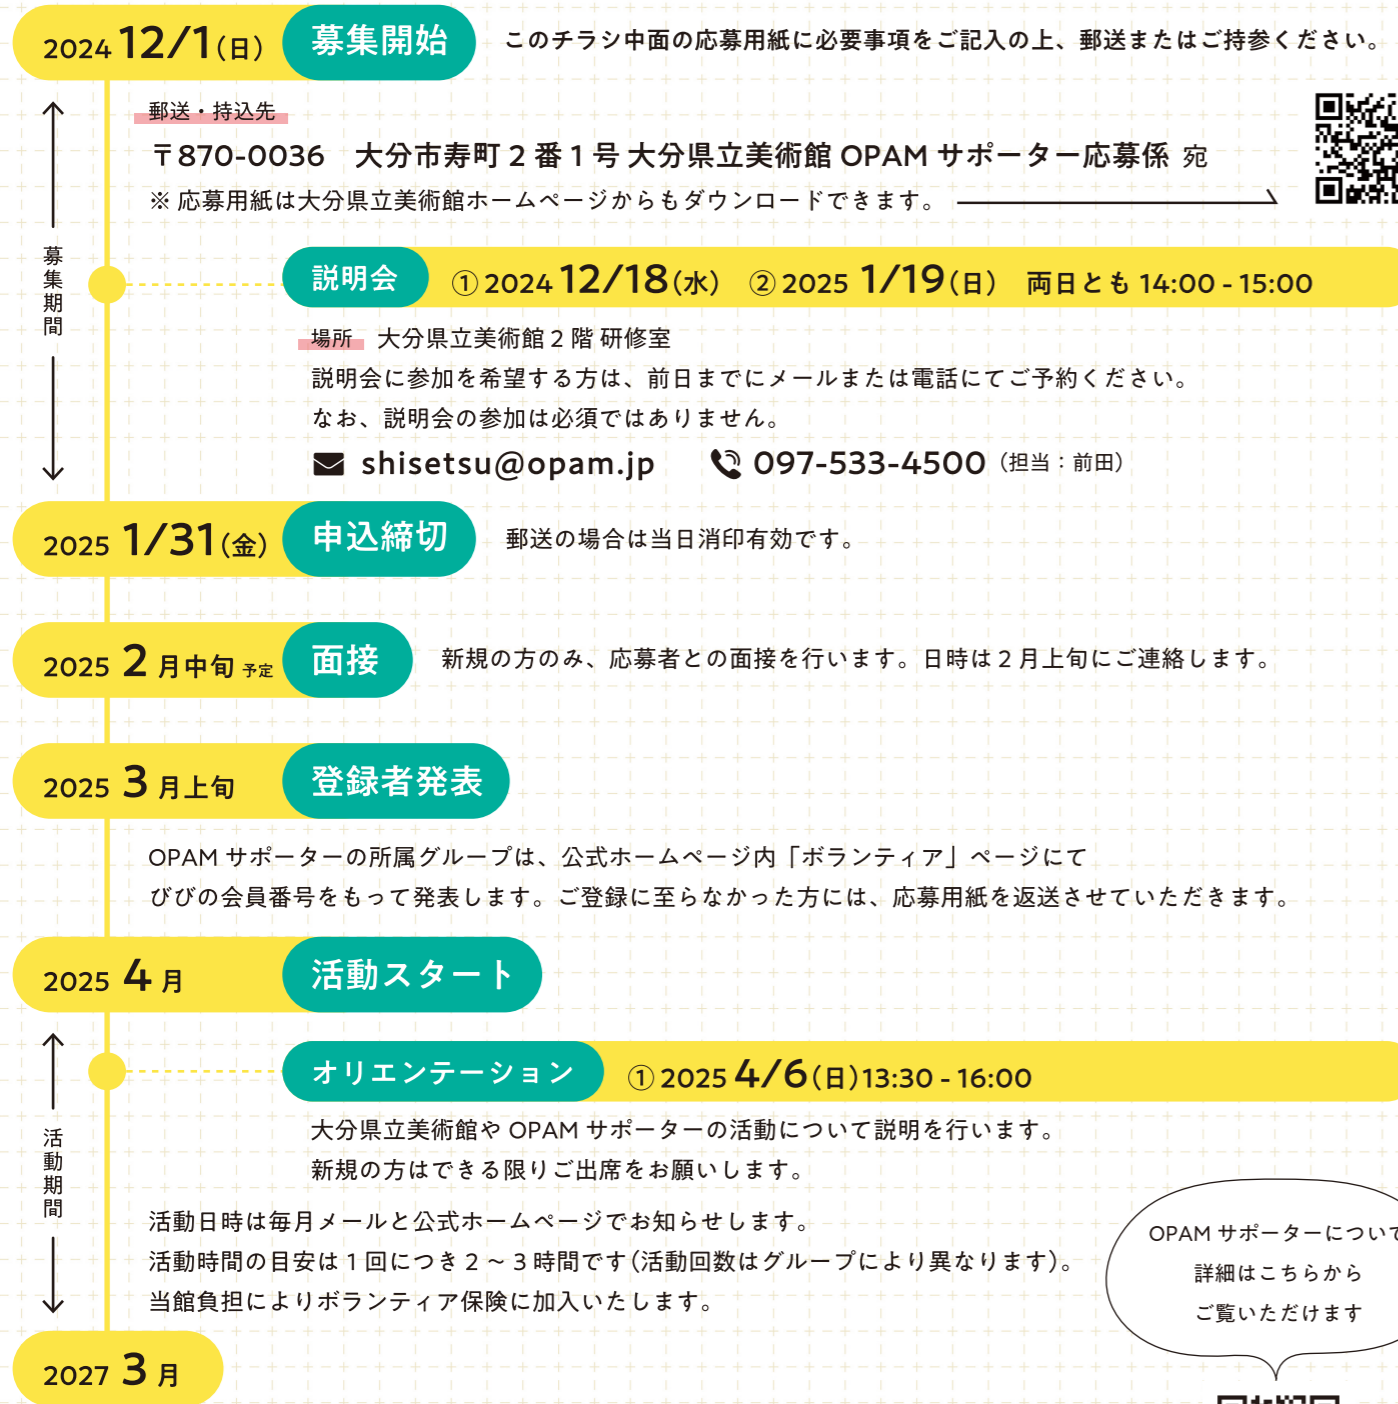 2024 12/1(日) 募集開始 このチラシ中面の応募用紙に必要事項をご記入の上、郵送またはご持参ください。
郵送・持込先
〒870-0036 大分市寿町2番1号 大分県立美術館 OPAM サポーター応募係 宛
※ 応募用紙は大分県立美術館ホームページからもダウンロードできます。
募集期間
説明会 ① 2024 12/18(水) ② 2025 1/19(日) 両日とも 14:00 - 15:00
場所 大分県立美術館2階 研修室
説明会に参加を希望する方は、前日までにメールまたは電話にてご予約ください。
なお、説明会の参加は必須ではありません。
shisetsu@opam.jp 097-533-4500(担当:前田)
2025 1/31(金) 申込締切 郵送の場合は当日消印有効です。
2025 2月中旬 予定 面接 新規の方のみ、応募者との面接を行います。日時は2月上旬にご連絡します。
2025 3月上旬 登録者発表
OPAM サポーターの所属グループは、公式ホームページ内「ボランティア」ページにて
びびの会員番号をもって発表します。ご登録に至らなかった方には、応募用紙を返送させていただきます。
2025 4月 活動スタート
オリエンテーション ① 2025 4/6(日)13:30 - 16:00
大分県立美術館や OPAM サポーターの活動について説明を行います。
新規の方はできる限りご出席をお願いします。
活動期間
活動日時は毎月メールと公式ホームページでお知らせします。
活動時間の目安は1回につき2~3時間です(活動回数はグループにより異なります)。
当館負担によりボランティア保険に加入いたします。
OPAM サポーターについて
詳細はこちらから
ご覧いただけます
2027 3月